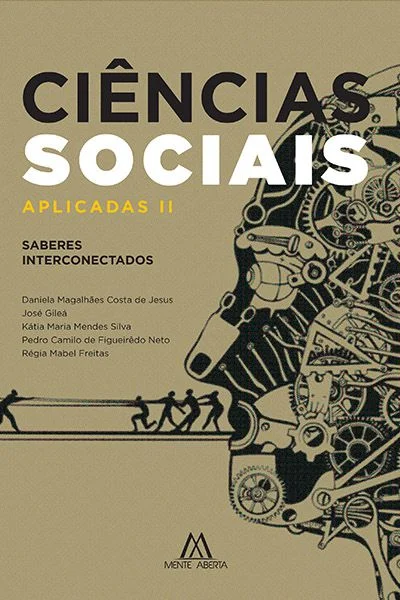 CIÊNCIAS
SOCIAIS
APLICADAS II
SABERES
INTERCONECTADOS
Daniela Magalhães Costa de Jesus
José Gileá
Kátia Maria Mendes Silva
Pedro Camilo de Figueirêdo Neto
Régia Mabel Freitas
MENTE ABERTA